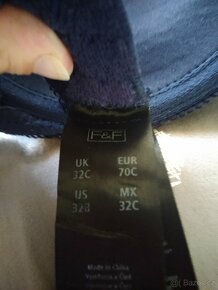 F&F
UK EUR
32C 70C
US MX
32B 32C
Made in China